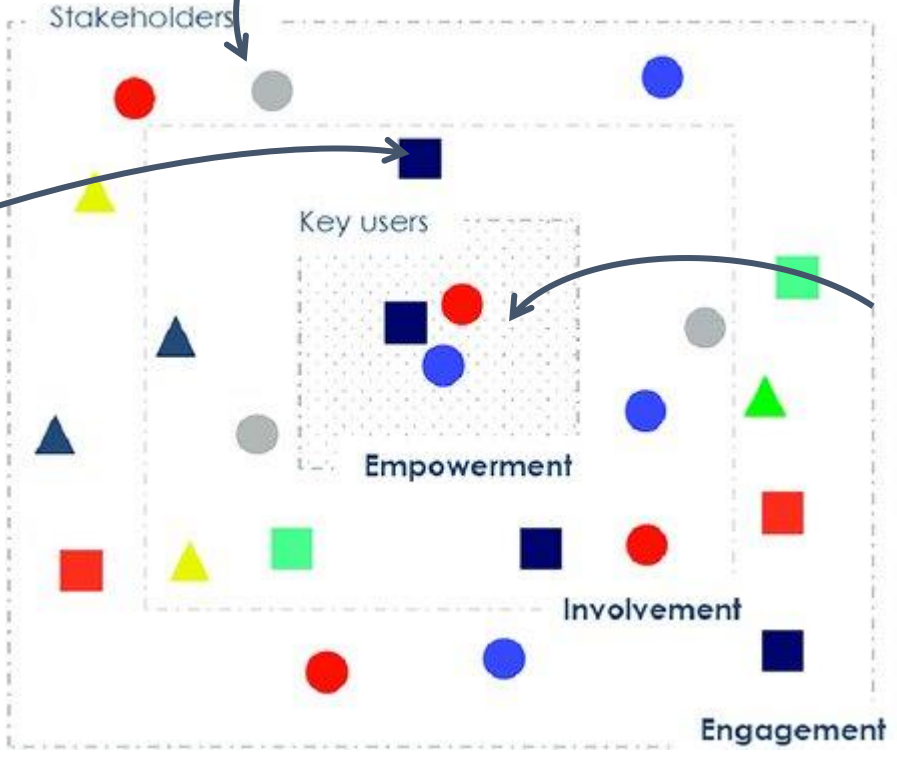 Stakeholders
Key users
Empowerment
Involvement
Engagement